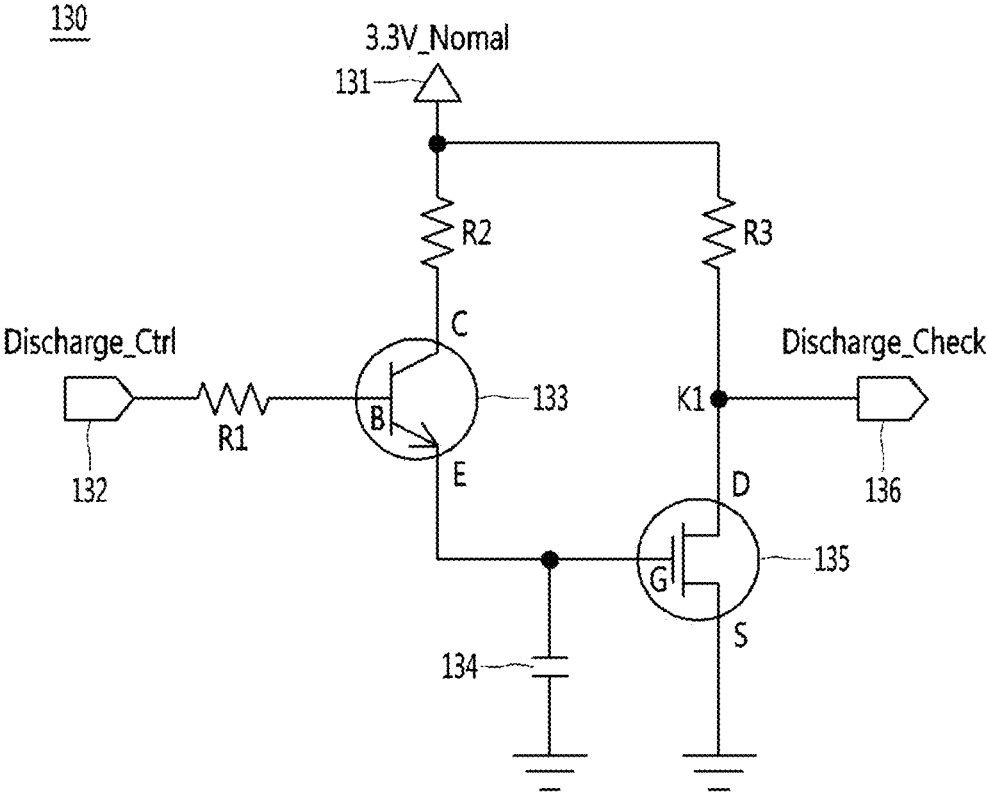 130
3.3V_Nomal
131
R2
R3
C
Discharge_Ctrl
Discharge_Check
B
133
K1
R1
E
132
D
136
G
135
S
134